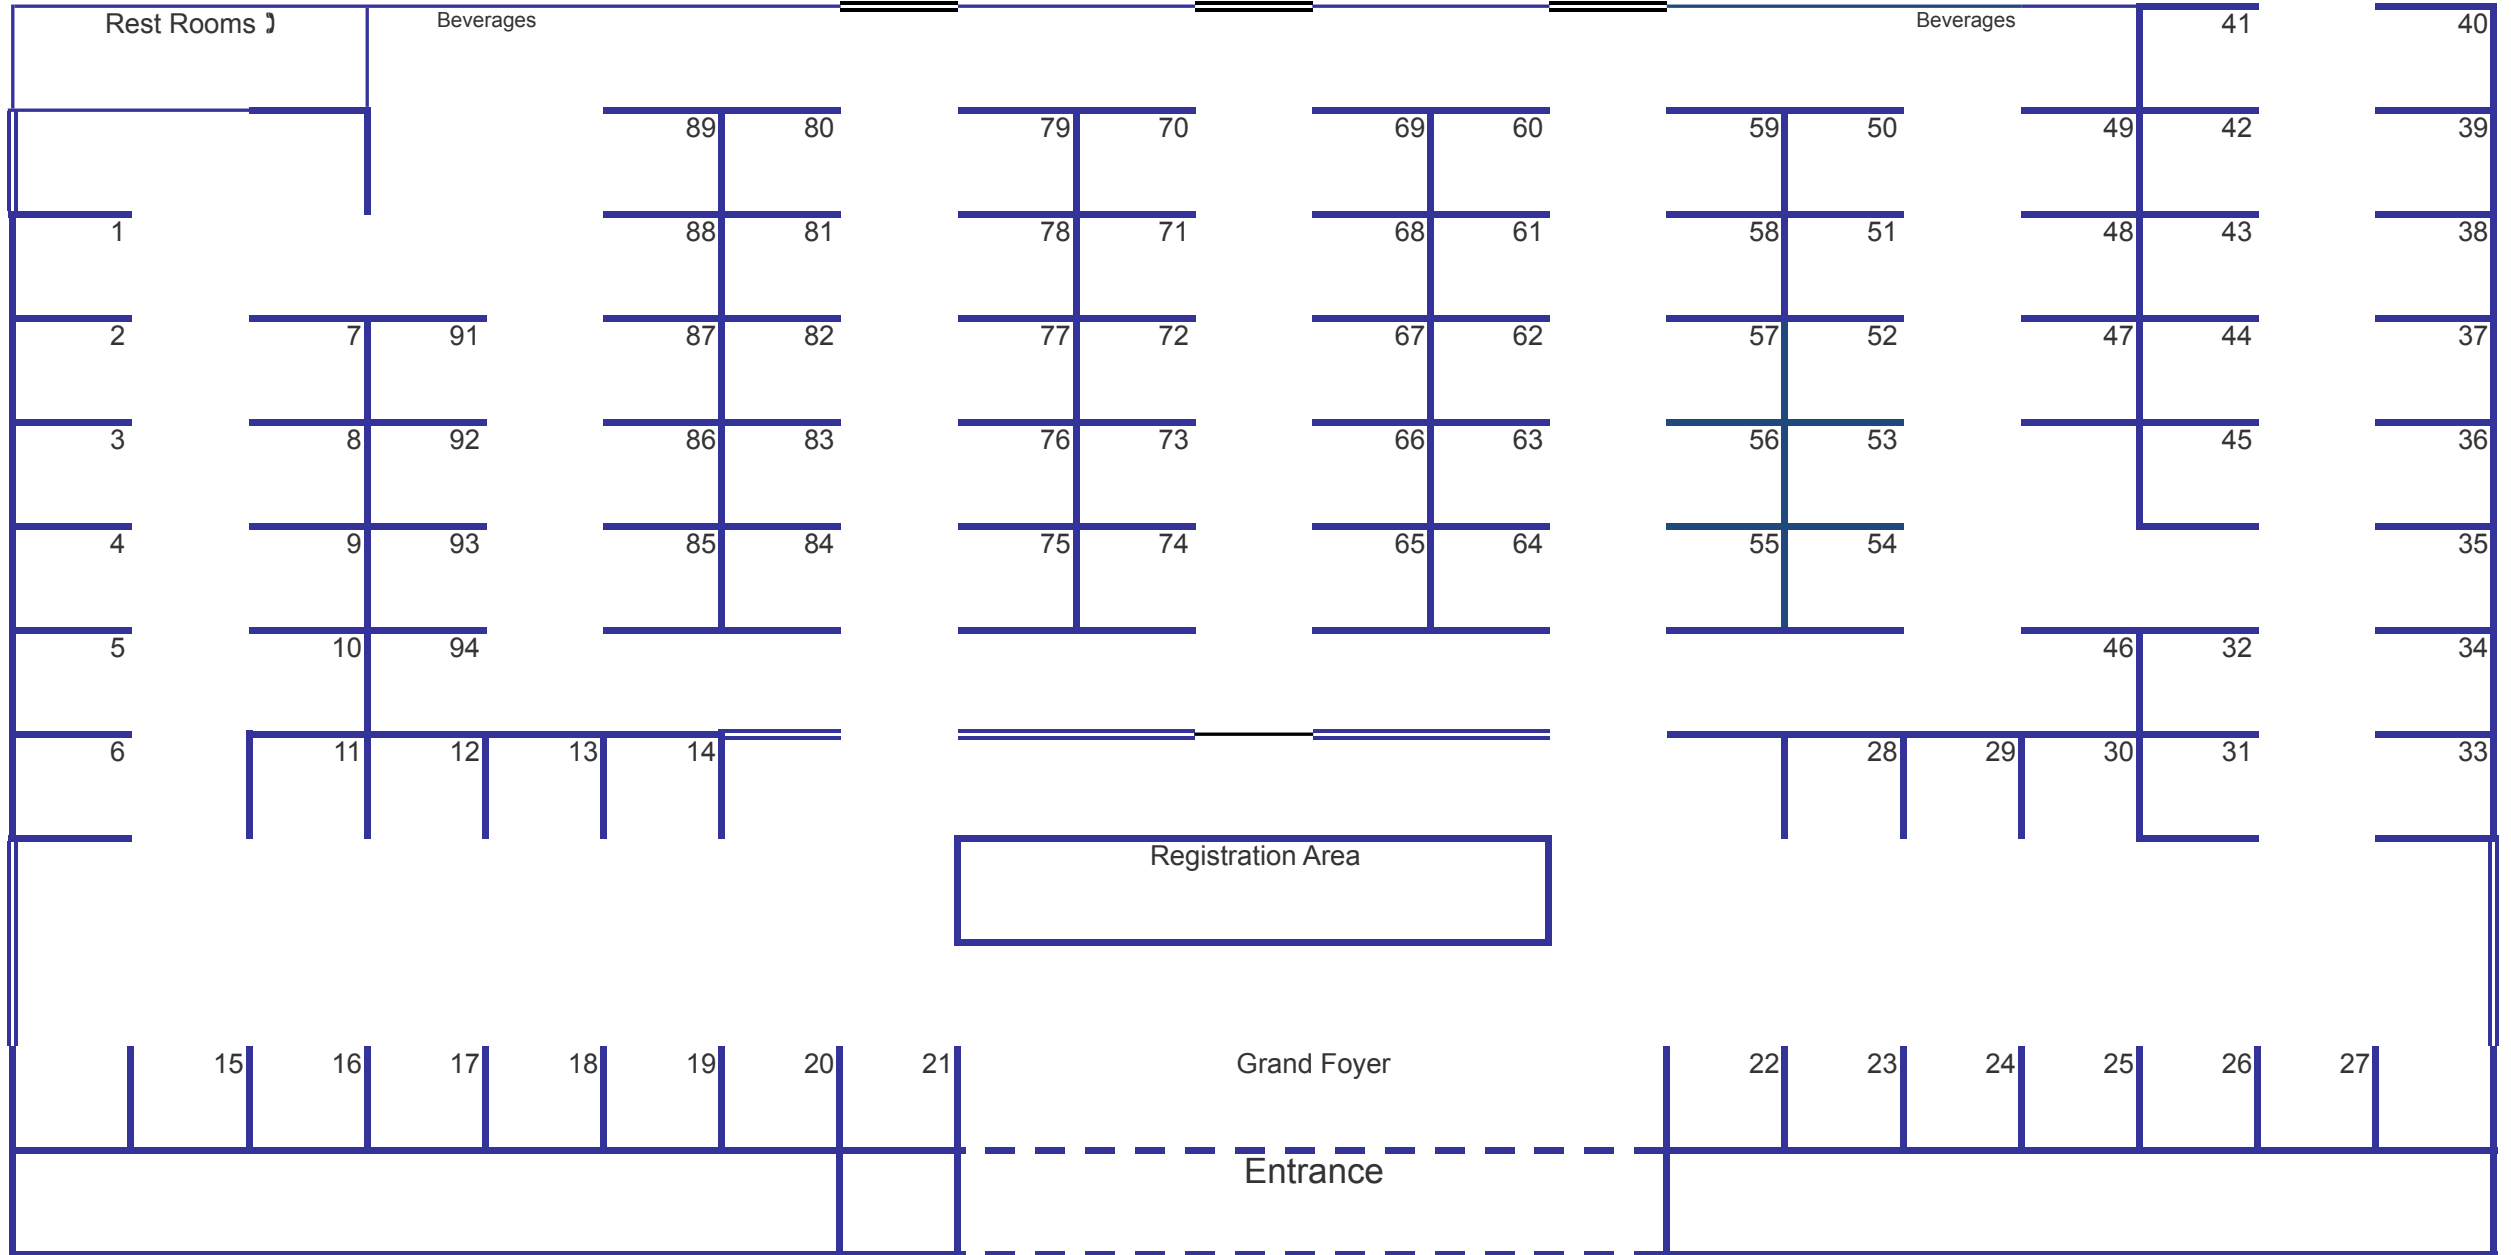 Rest Rooms
Beverages
Beverages
41 40
89 80 79 70 69 60 59 50 49 42 39
1 88 81 78 71 68 61 58 51 48 43 38
2 7 91 87 82 77 72 67 62 57 52 47 44 37
3 8 92 86 83 76 73 66 63 56 53 45 36
4 9 93 85 84 75 74 65 64 55 54 35
5 10 94 46 32 34
6 11 12 13 14 28 29 30 31 33
Registration Area
15 16 17 18 19 20 21 Grand Foyer 22 23 24 25 26 27
Entrance